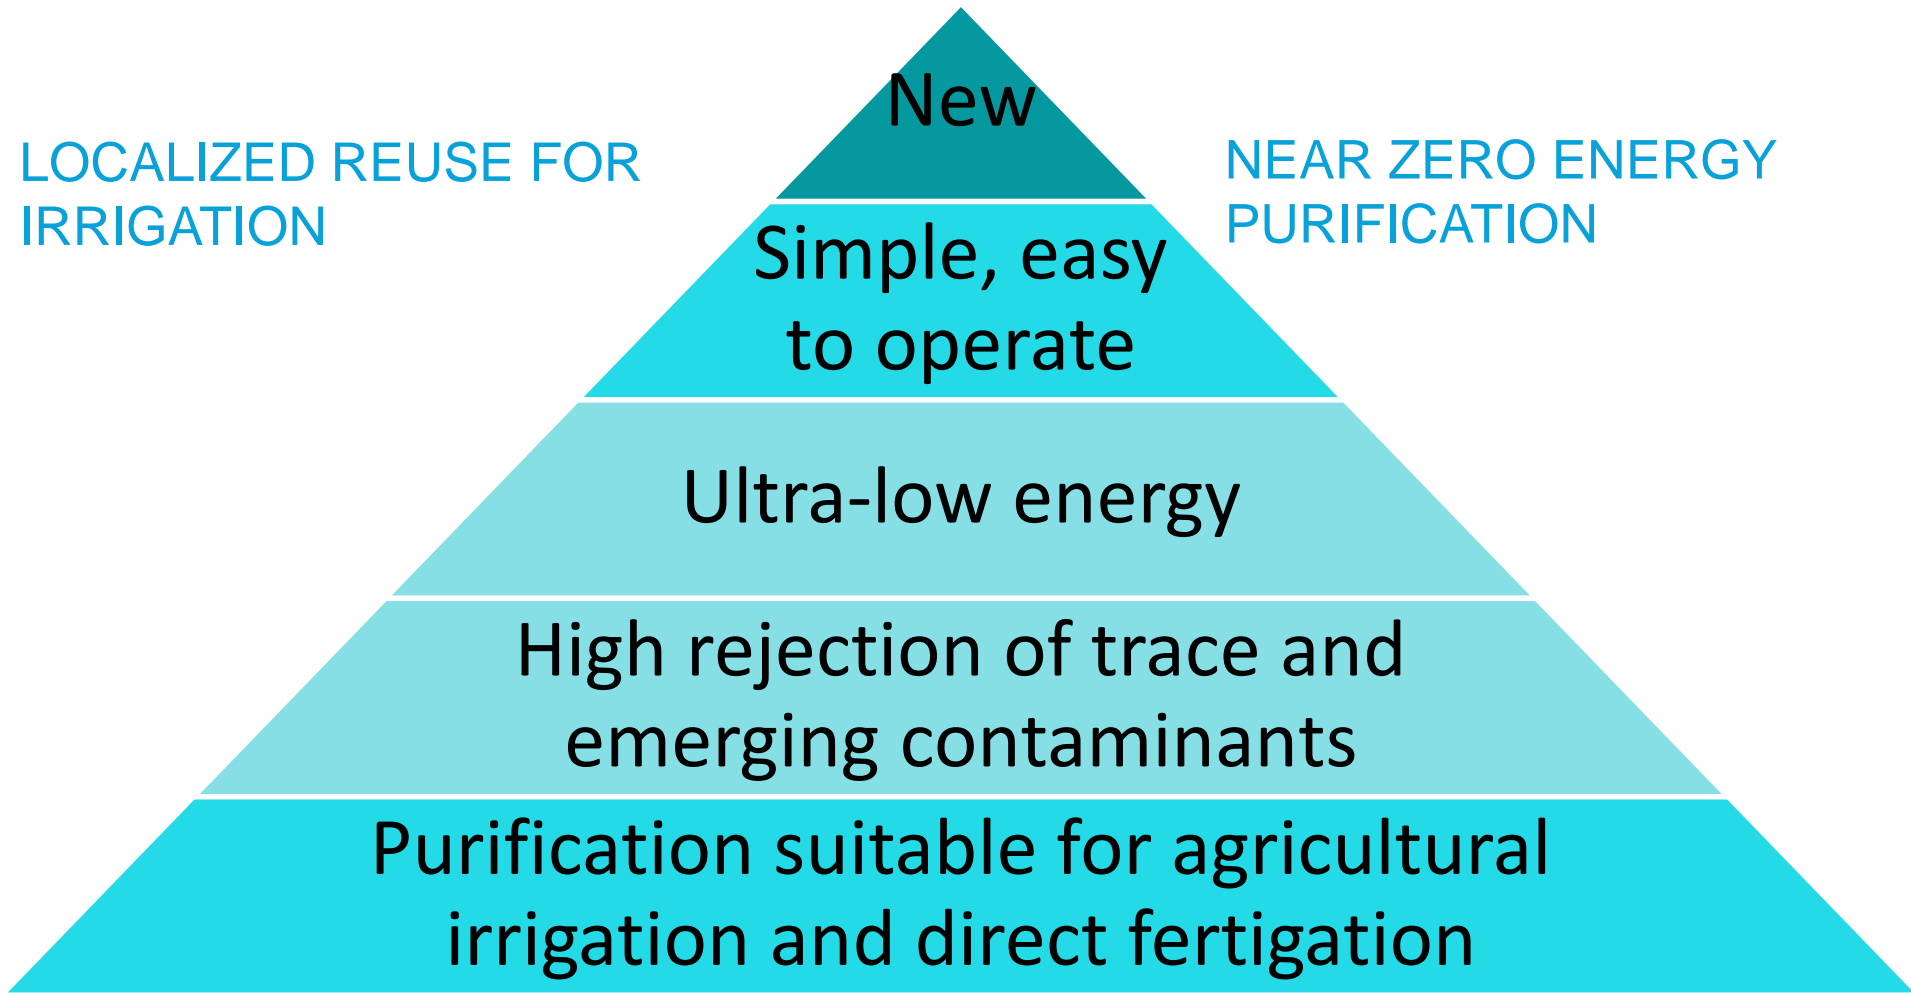 New
LOCALIZED REUSE FOR
IRRIGATION
NEAR ZERO ENERGY
PURIFICATION
Simple, easy
to operate
Ultra-low energy
High rejection of trace and
emerging contaminants
Purification suitable for agricultural
irrigation and direct fertigation